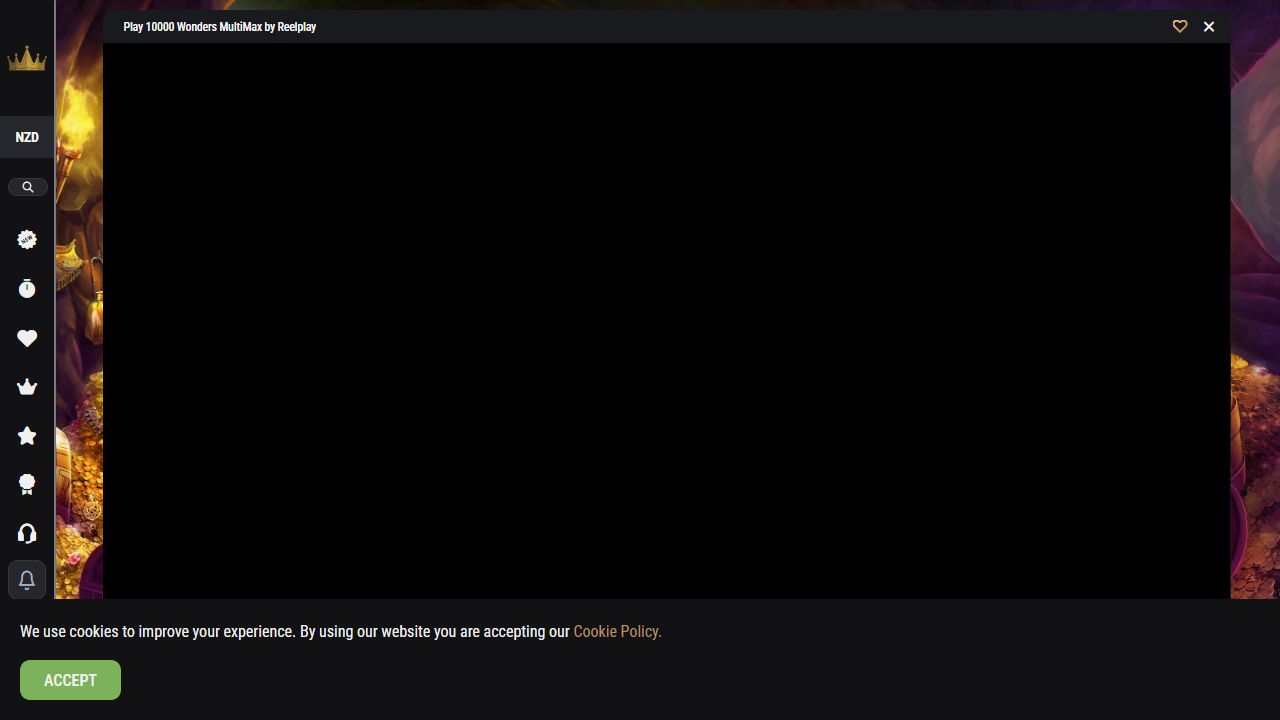 Play 10000 Wonders MultiMax by Reelplay
NZD
NEW
We use cookies to improve your experience. By using our website you are accepting our Cookie Policy.
ACCEPT